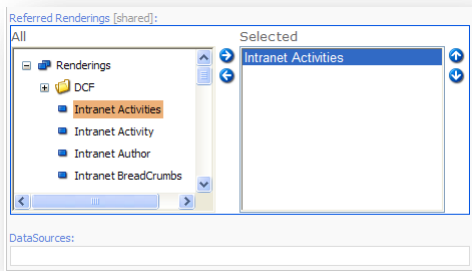 Referred Renderings [shared]:
All Selected
Renderings Intranet Activities
DCF
Intranet Activities
Intranet Activity
Intranet Author
Intranet BreadCrumbs
DataSources: